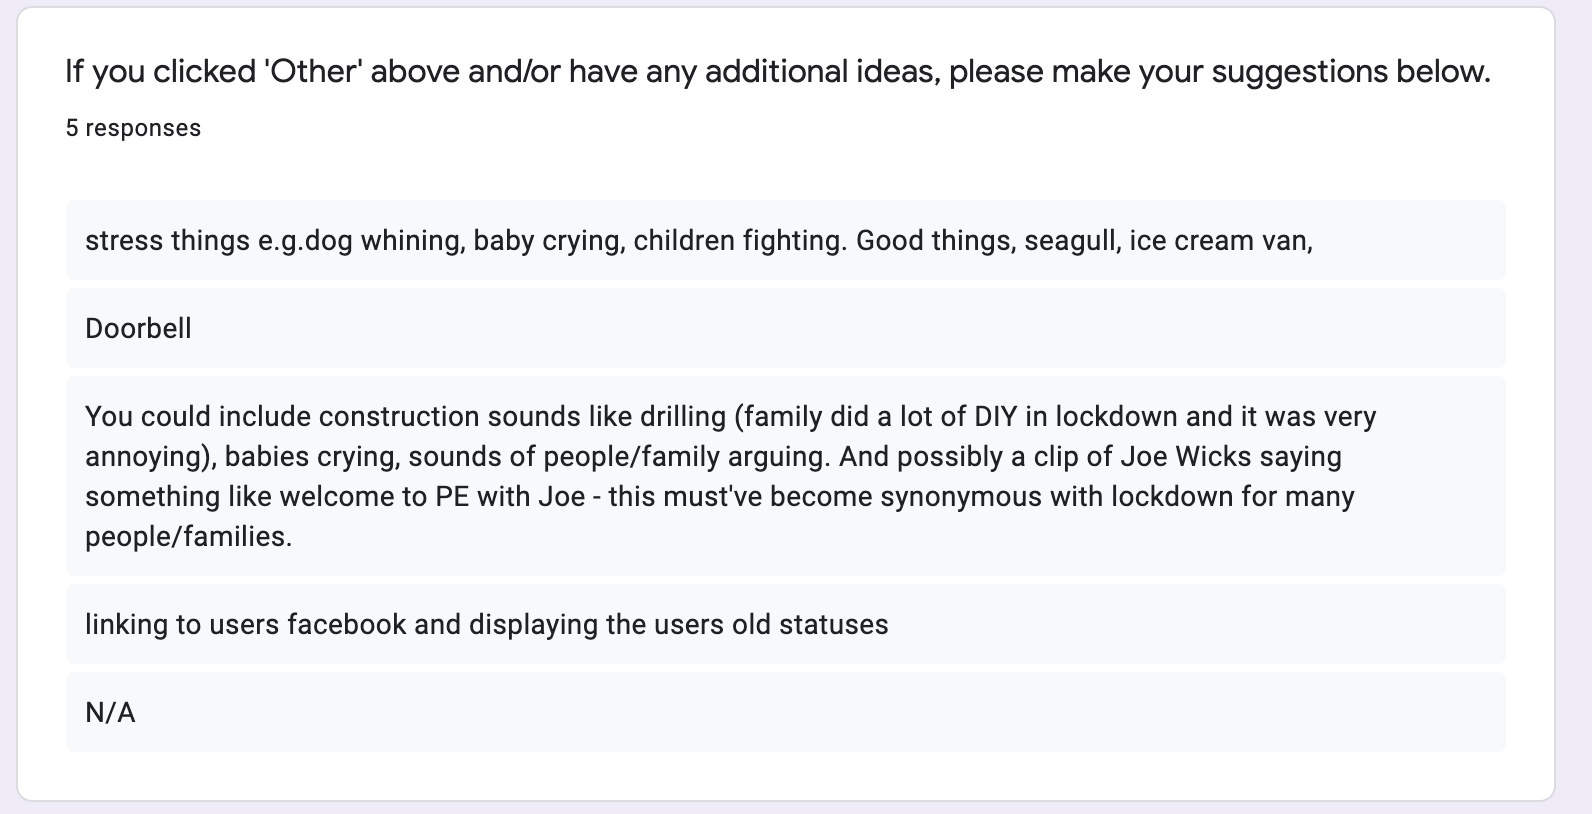 If you clicked 'Other' above and/or have any additional ideas, please make your suggestions below.
5 responses
stress things e.g.dog whining, baby crying, children fighting. Good things, seagull, ice cream van,
Doorbell
You could include construction sounds like drilling (family did a lot of DIY in lockdown and it was very
annoying), babies crying, sounds of people/family arguing. And possibly a clip of Joe Wicks saying
something like welcome to PE with Joe - this must've become synonymous with lockdown for many
people/families.
linking to users facebook and displaying the users old statuses
N/A